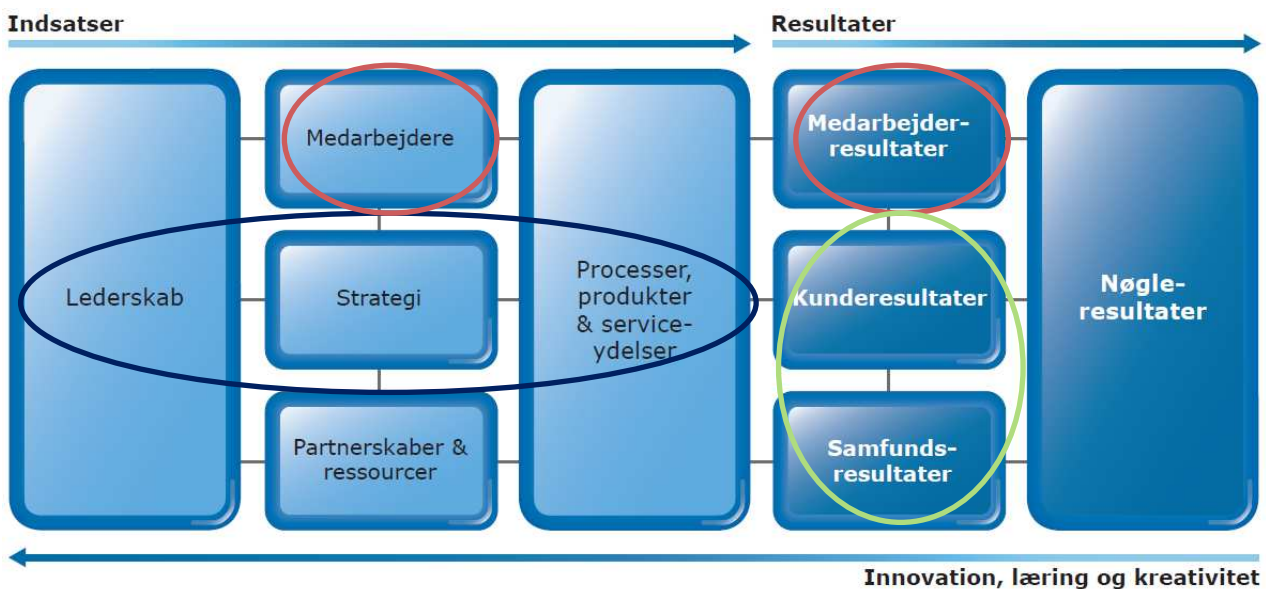 Indsatser
Resultater
Lederskab
Medarbejdere
Strategi
Partnerskaber &
ressourcer
Processer,
produkter
& service-
ydelser
Medarbejder-
resultater
Kunderesultater
Samfunds-
resultater
Nøgle-
resultater
Innovation, læring og kreativitet